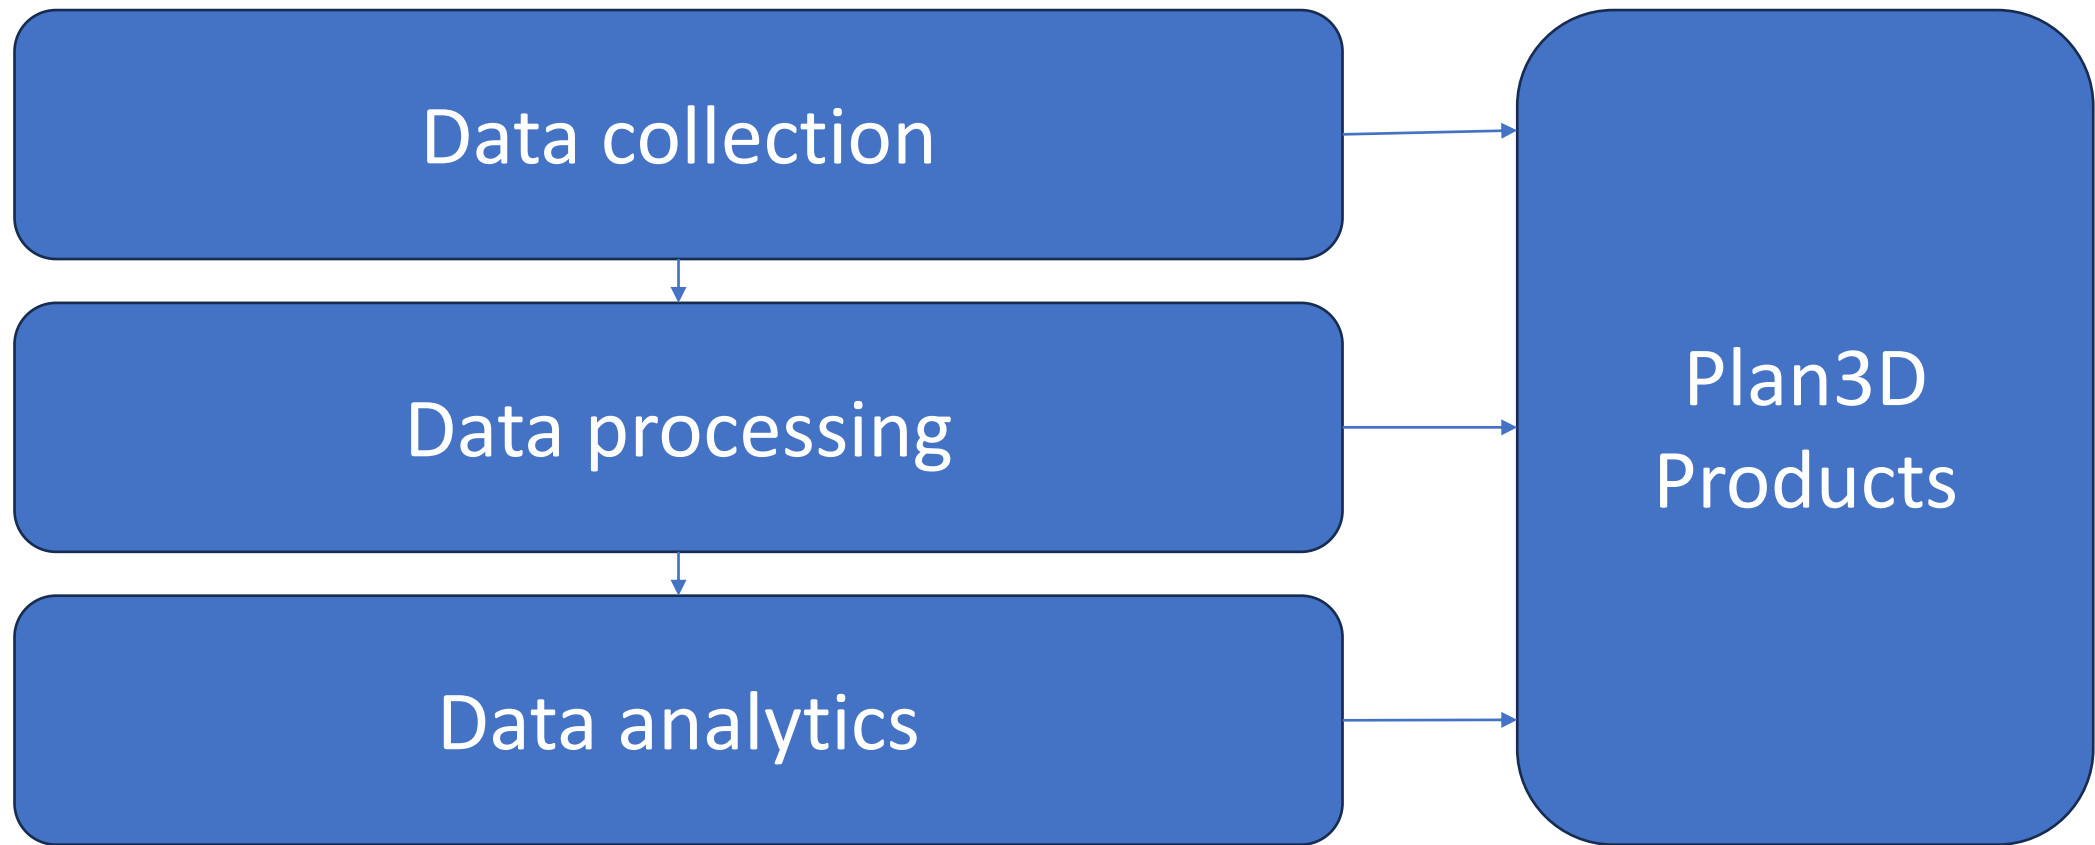 Data collection
Data processing
Data analytics
Plan3D
Products